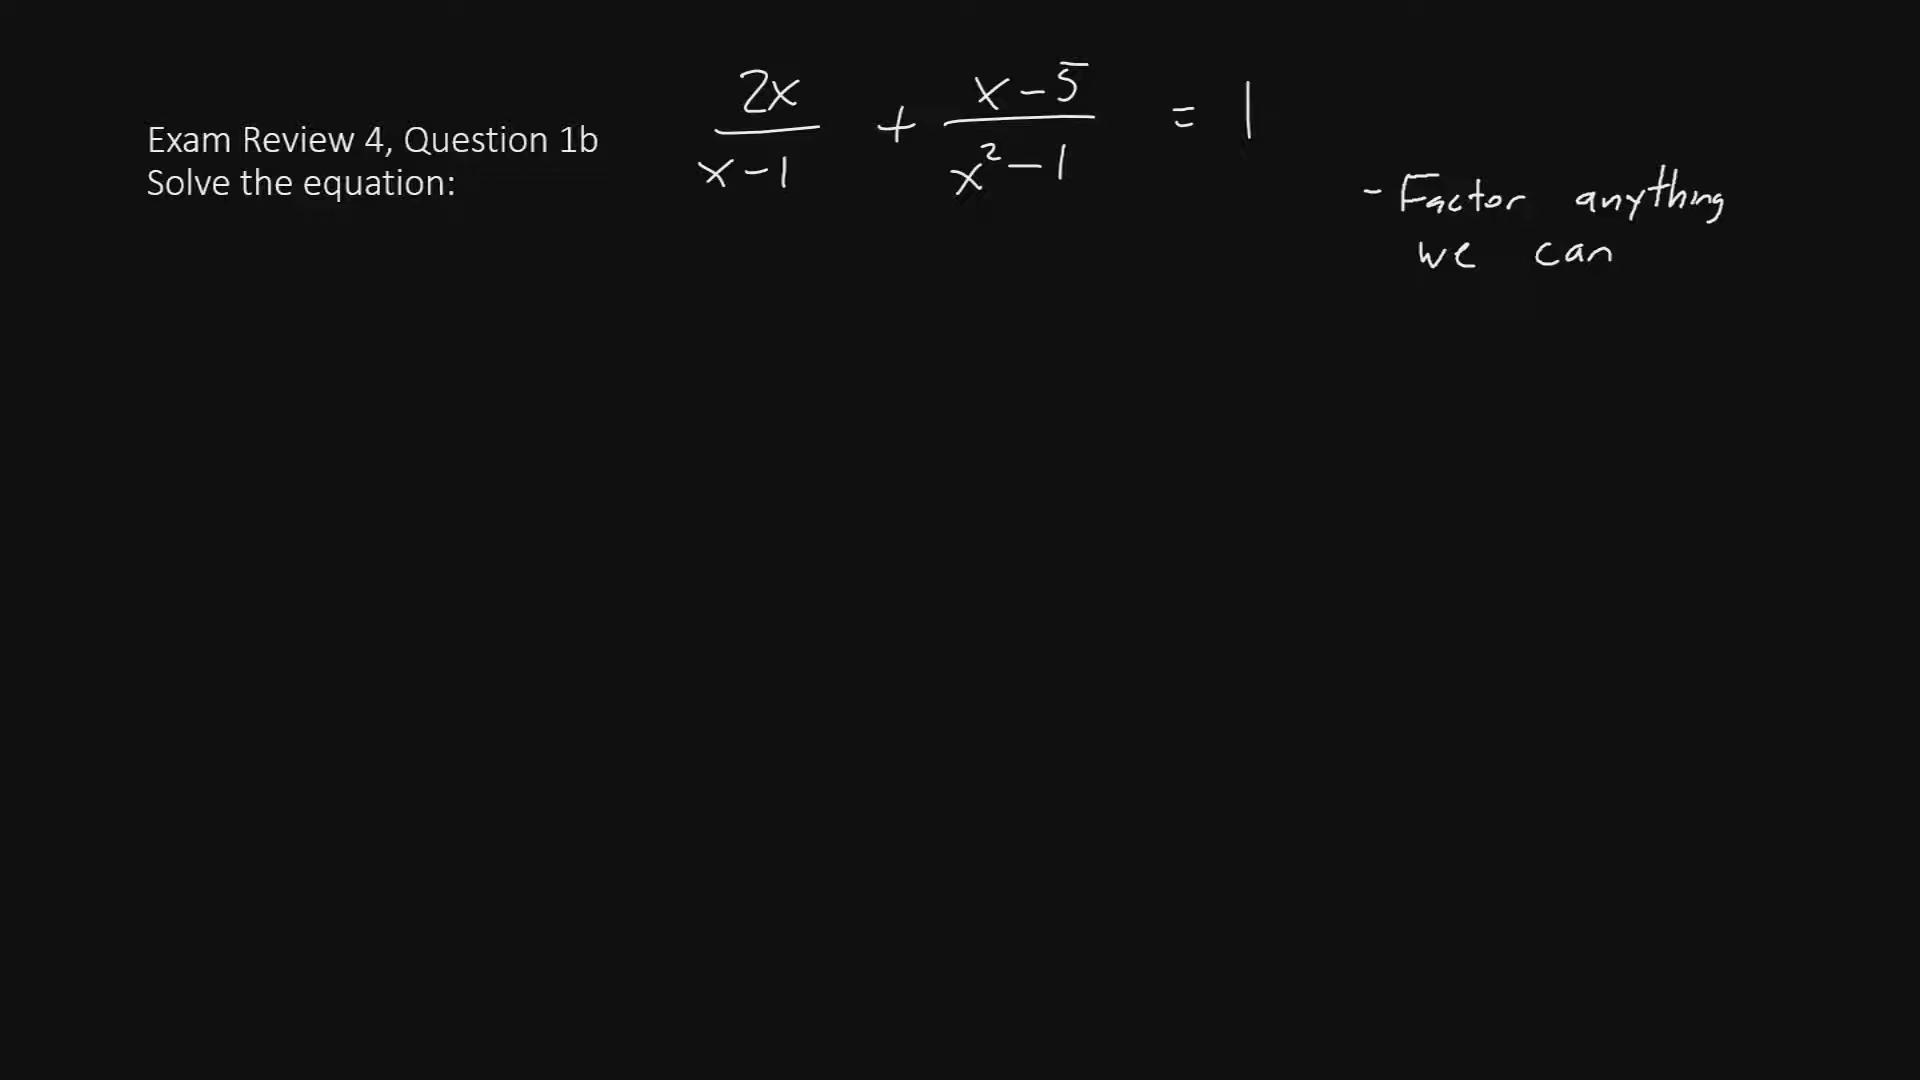 Exam Review 4, Question 1b
Solve the equation:
2x/(x-1) + (x-5)/(x²-1) = 1
- Factor anything
we can